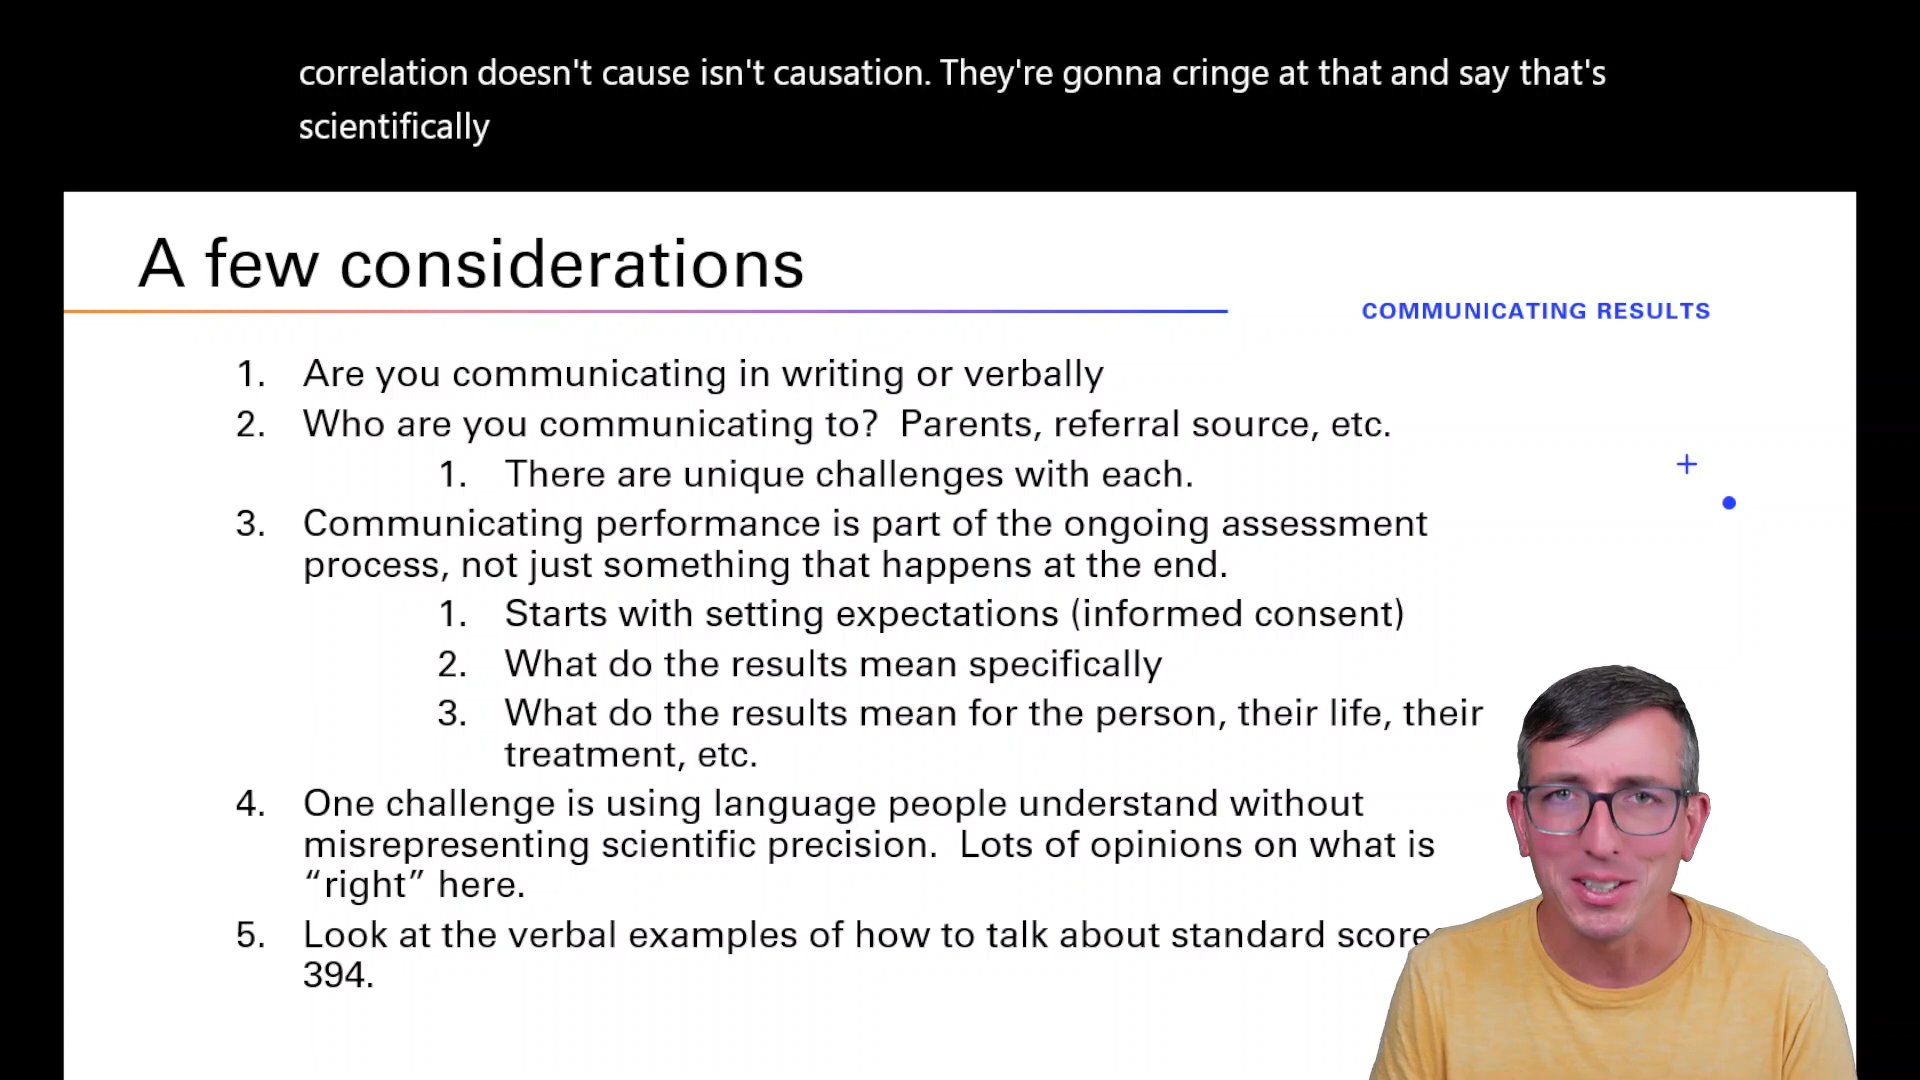 correlation doesn't cause isn't causation. They're gonna cringe at that and say that's
scientifically
A few considerations
COMMUNICATING RESULTS
1. Are you communicating in writing or verbally
2. Who are you communicating to? Parents, referral source, etc.
1. There are unique challenges with each.
3. Communicating performance is part of the ongoing assessment
process, not just something that happens at the end.
1. Starts with setting expectations (informed consent)
2. What do the results mean specifically
3. What do the results mean for the person, their life, their
treatment, etc.
4. One challenge is using language people understand without
misrepresenting scientific precision. Lots of opinions on what is
“right” here.
5. Look at the verbal examples of how to talk about standard
394.